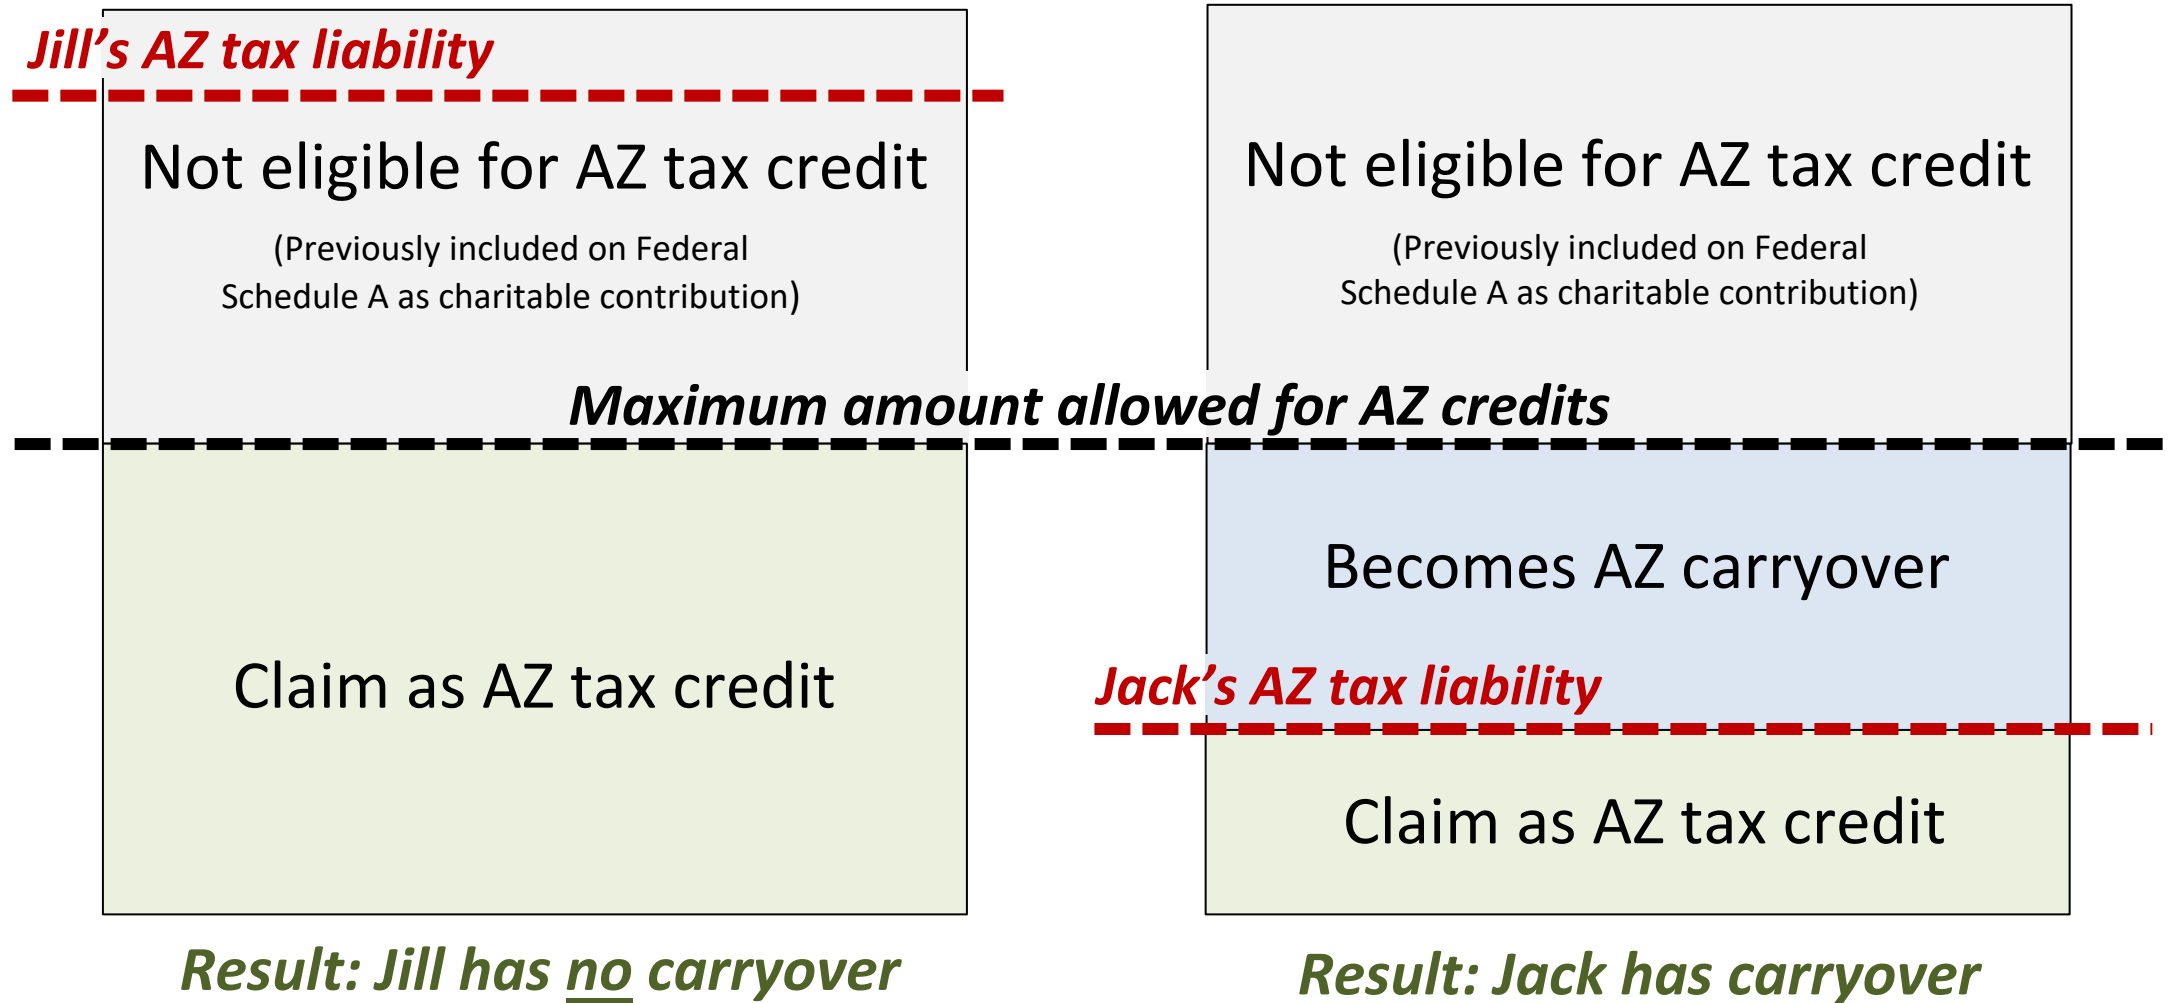 Jill’s AZ tax liability
Not eligible for AZ tax credit
(Previously included on Federal
Schedule A as charitable contribution)
Not eligible for AZ tax credit
(Previously included on Federal
Schedule A as charitable contribution)
Maximum amount allowed for AZ credits
Claim as AZ tax credit
Becomes AZ carryover
Jack’s AZ tax liability
Claim as AZ tax credit
Result: Jill has no carryover
Result: Jack has carryover